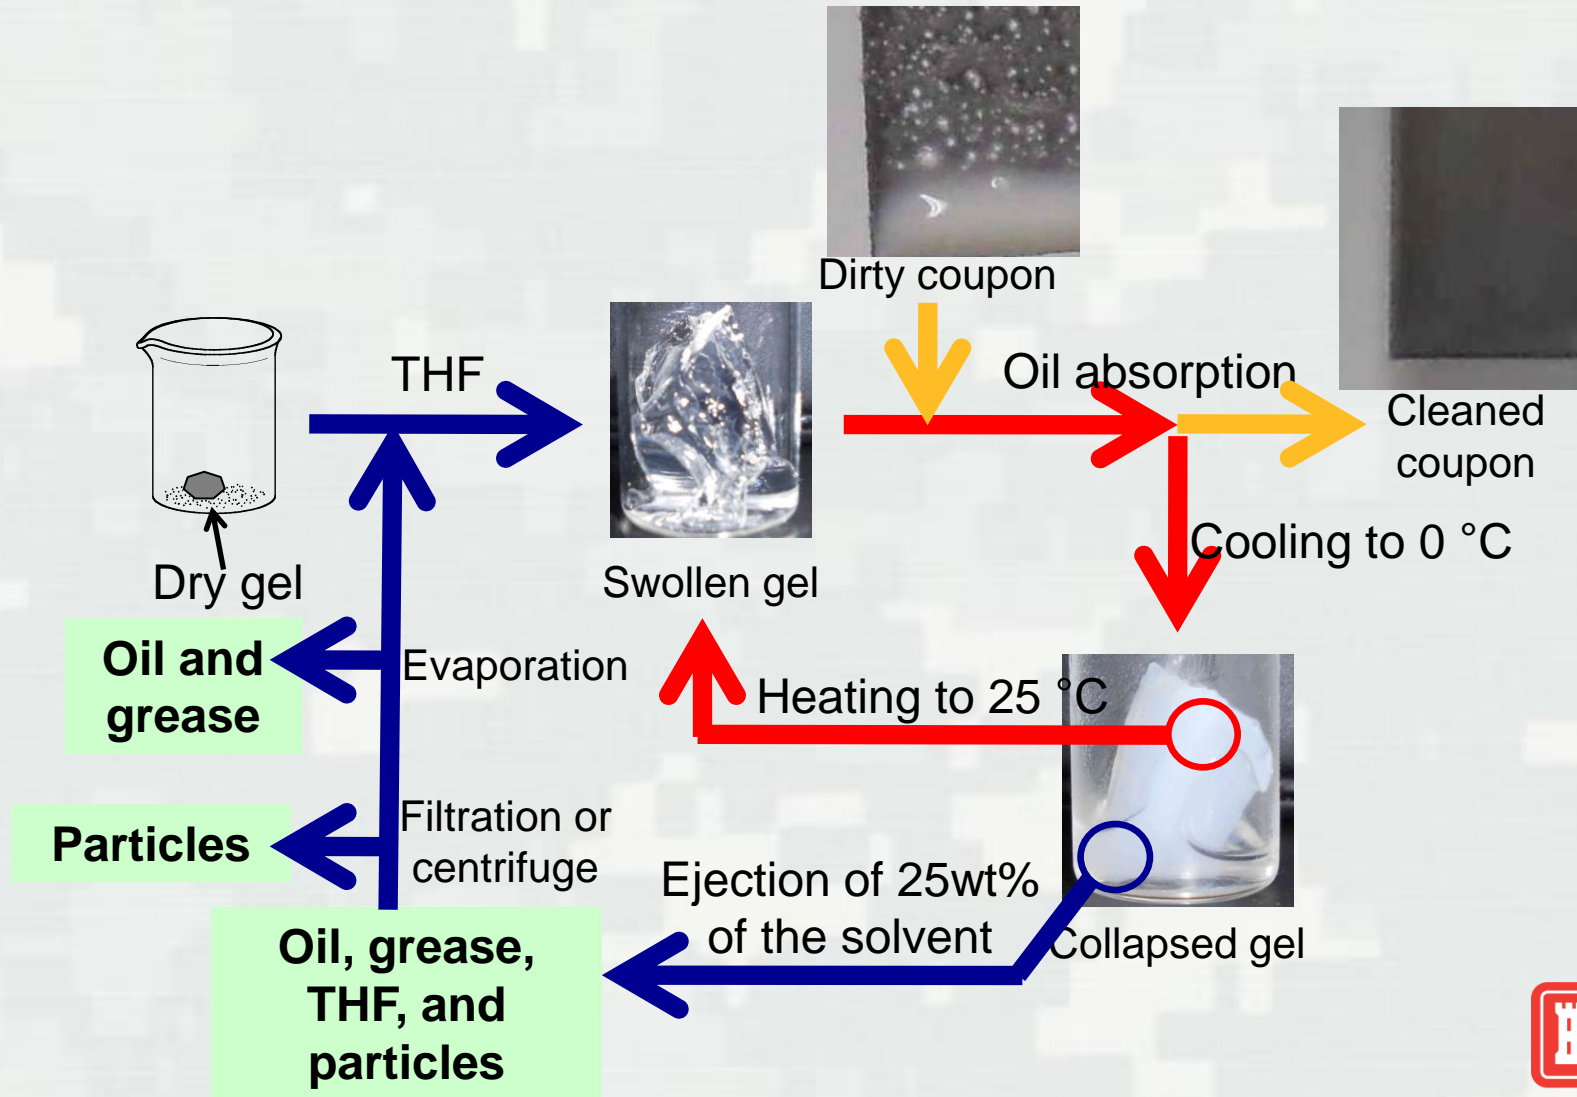 Dirty coupon
THF
Oil absorption
Cleaned
coupon
Cooling to 0 °C
Dry gel
Swollen gel
Oil and
grease
Evaporation
Heating to 25 °C
Particles
Filtration or
centrifuge
Ejection of 25wt%
of the solvent
Collapsed gel
Oil, grease,
THF, and
particles